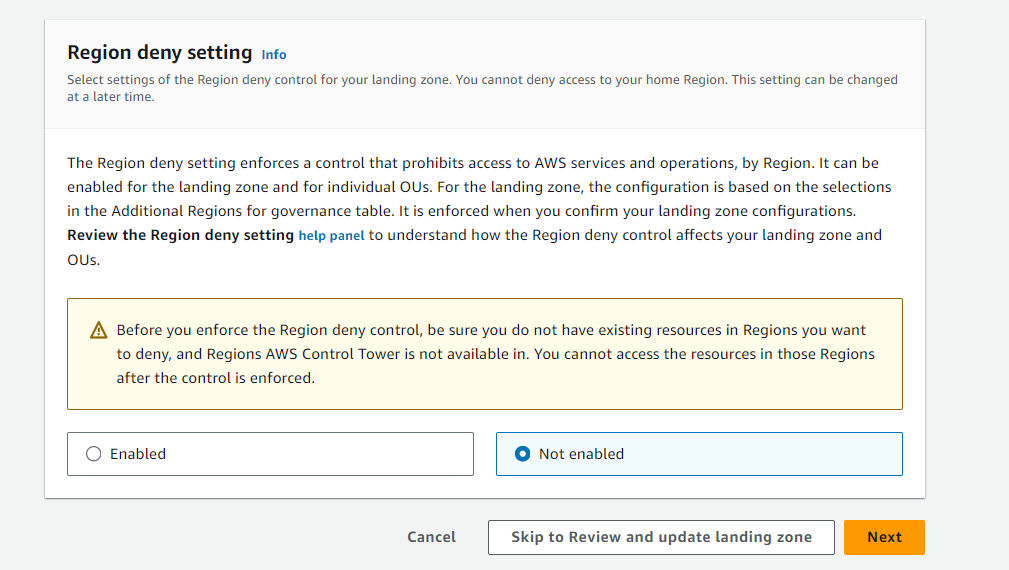 Region deny setting Info
Select settings of the Region deny control for your landing zone. You cannot deny access to your home Region. This setting can be changed
at a later time.
The Region deny setting enforces a control that prohibits access to AWS services and operations, by Region. It can be
enabled for the landing zone and for individual OUs. For the landing zone, the configuration is based on the selections
in the Additional Regions for governance table. It is enforced when you confirm your landing zone configurations.
Review the Region deny setting help panel to understand how the Region deny control affects your landing zone and
OUs.
Before you enforce the Region deny control, be sure you do not have existing resources in Regions you want
to deny, and Regions AWS Control Tower is not available in. You cannot access the resources in those Regions
after the control is enforced.
Enabled Not enabled
Cancel Skip to Review and update landing zone Next